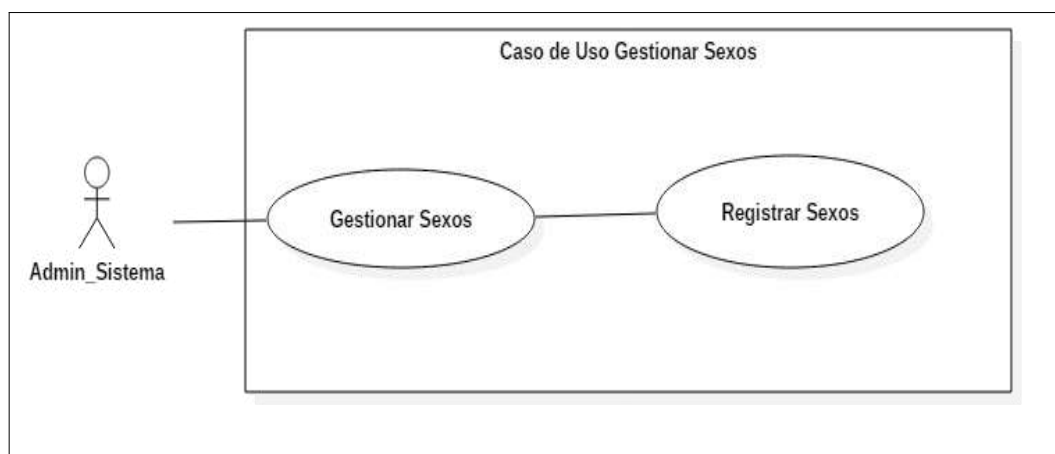 Caso de Uso Gestionar Sexos
Gestionar Sexos
Registrar Sexos
Admin_Sistema